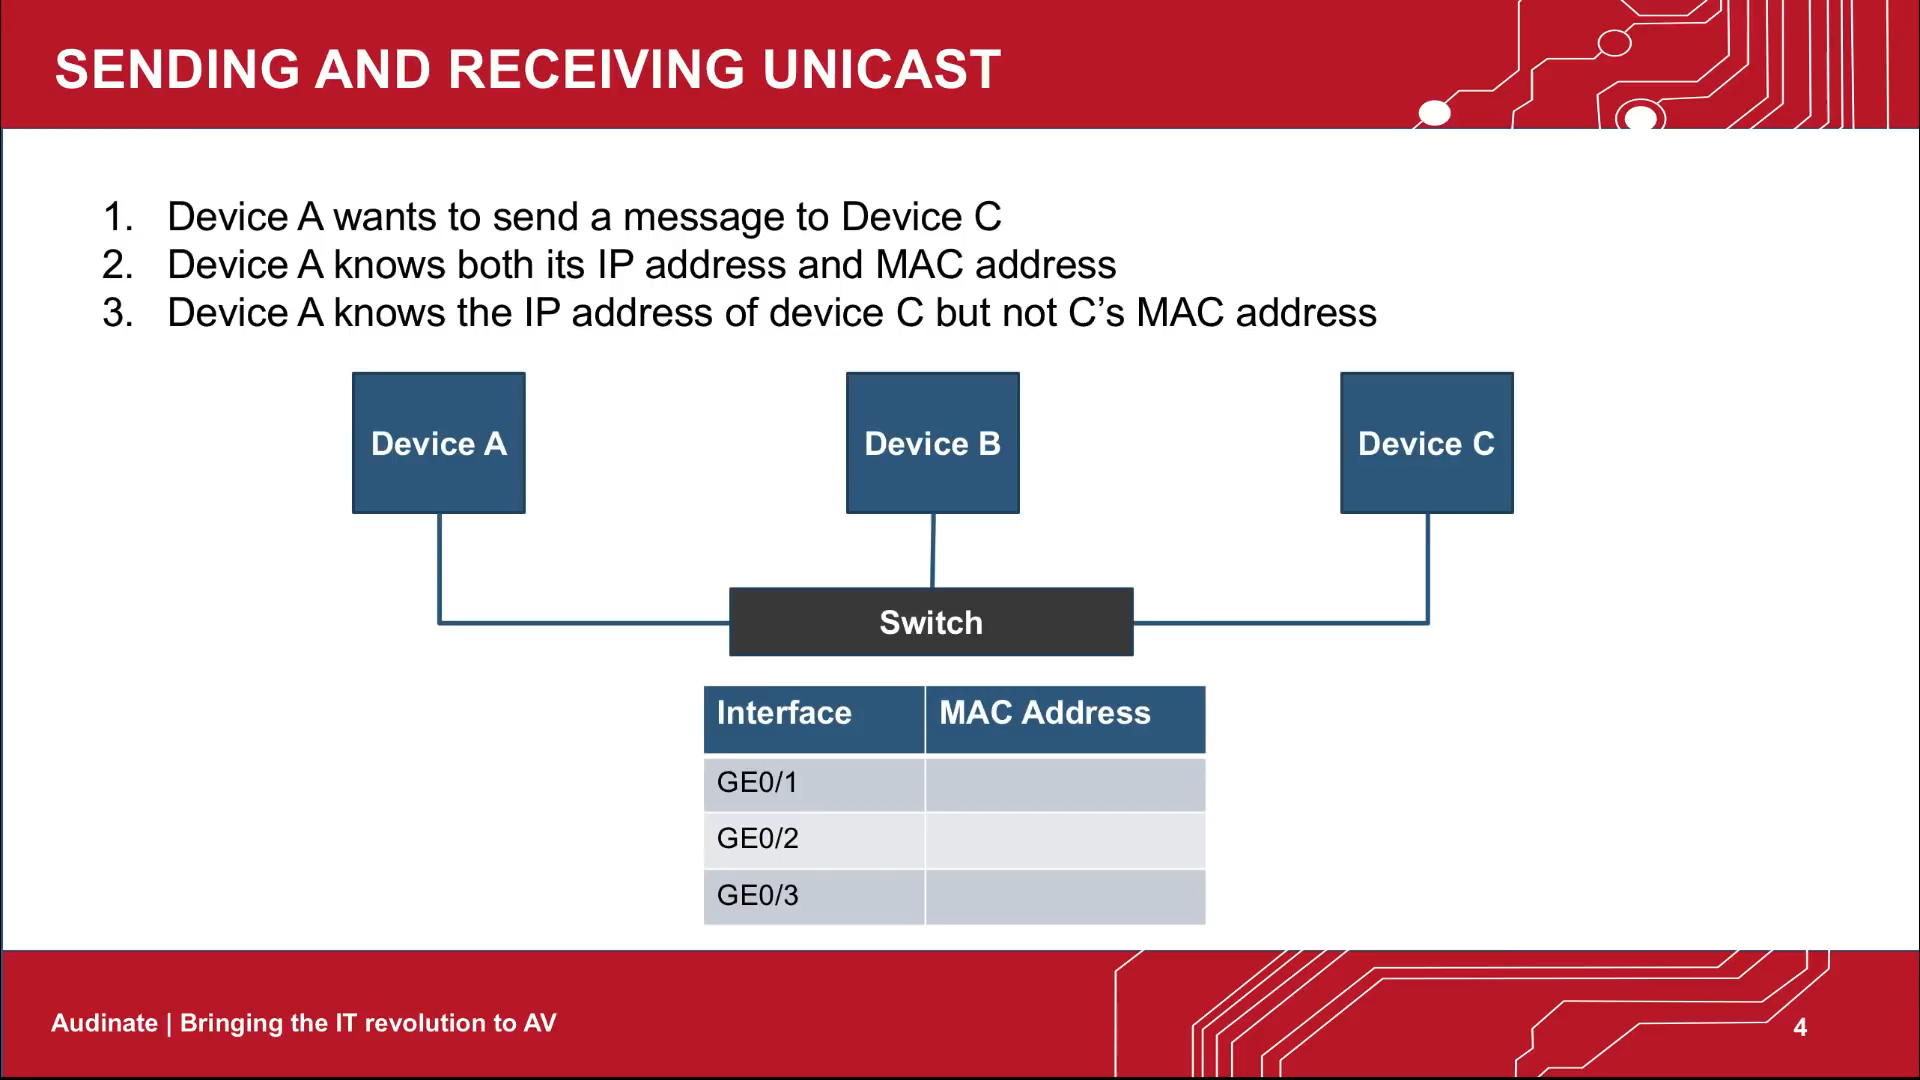 SENDING AND RECEIVING UNICAST
1. Device A wants to send a message to Device C
2. Device A knows both its IP address and MAC address
3. Device A knows the IP address of device C but not C’s MAC address
Device A
Device B
Device C
Switch
Interface MAC Address
GE0/1
GE0/2
GE0/3
Audinate | Bringing the IT revolution to AV
4